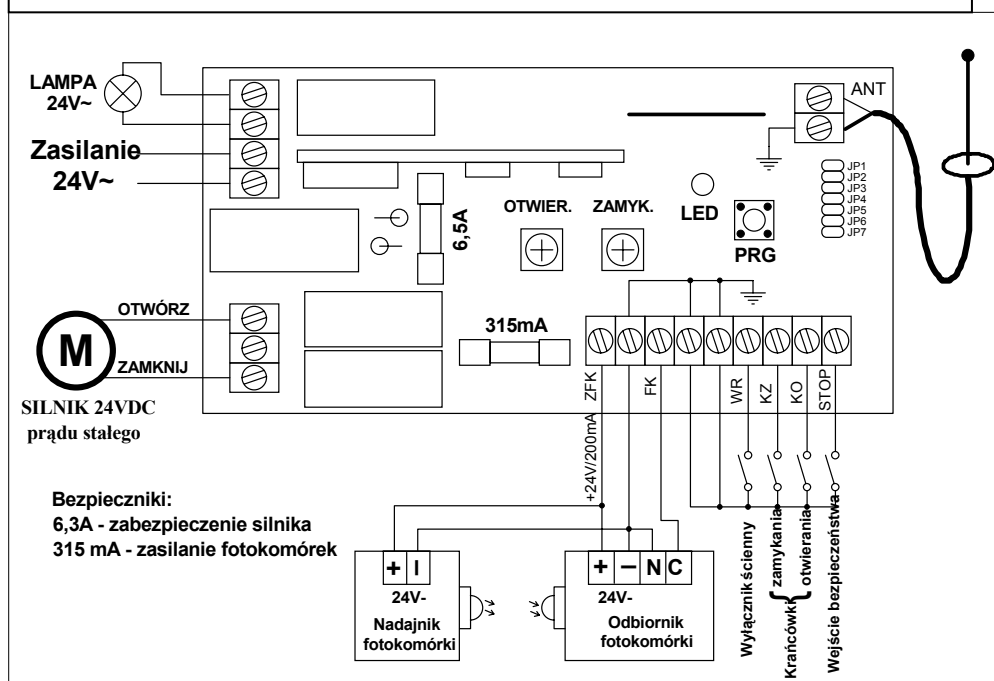 LAMPA
24V~
Zasilanie
24V~
ANT
JP1
JP2
JP3
JP4
JP5
JP6
JP7
6,5A
OTWIER.
ZAMYK.
LED
PRG
OTWÓRZ
M
ZAMKNIJ
SILNIK 24VDC
prądu stałego
315mA
ZFK
FK
WR
KZ
KO
STOP
+24V/200mA
Bezpieczniki:
6,3A - zabezpieczenie silnika
315 mA - zasilanie fotokomórek
+ I
24V-
Nadajnik
fotokomórki
+ – N C
24V-
Odbiornik
fotokomórki
Wyłącznik ścienny
Krańcówki
zamykania
otwierania
Wejście bezpieczeństwa